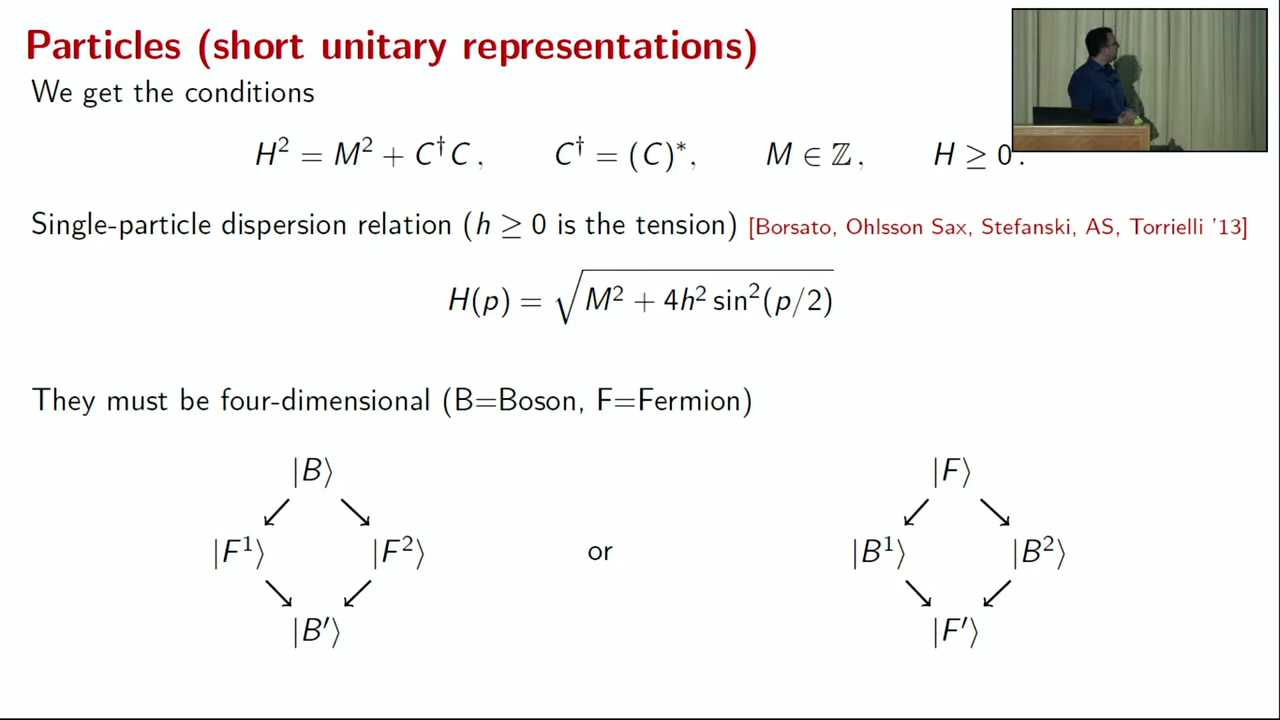 Particles (short unitary representations)
We get the conditions
H² = M² + C†C ,    C† = (C)*,    M ∈ ℤ ,    H ≥ 0 .
Single-particle dispersion relation (h ≥ 0 is the tension) [Borsato, Ohlsson Sax, Stefanski, AS, Torrielli '13]
H(p) = √(M² + 4h² sin²(p/2))
They must be four-dimensional (B=Boson, F=Fermion)
|B⟩ |F⟩
|F¹⟩ |F²⟩ or |B¹⟩ |B²⟩
|B′⟩ |F′⟩